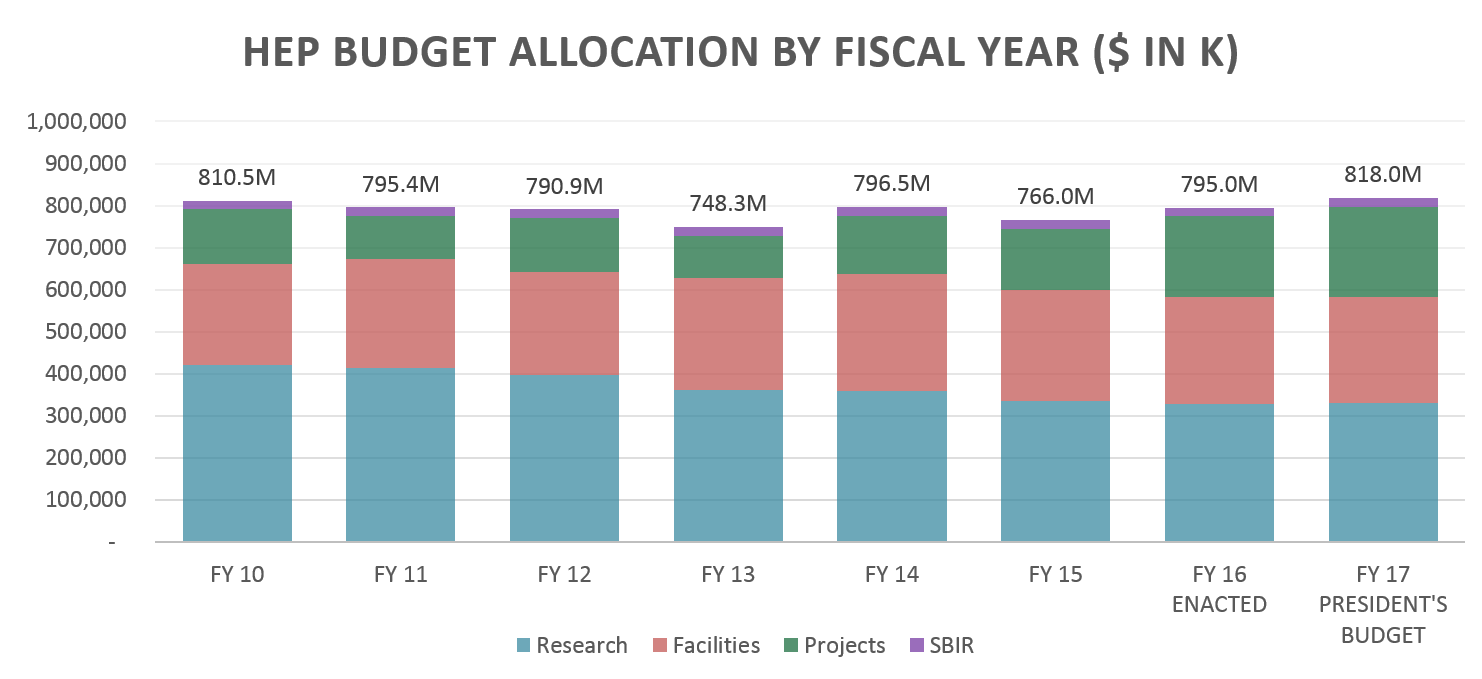 HEP BUDGET ALLOCATION BY FISCAL YEAR ($ IN K)
1,000,000
900,000
800,000
700,000
600,000
500,000
400,000
300,000
200,000
100,000
-
810.5M
795.4M
790.9M
748.3M
796.5M
766.0M
795.0M
818.0M
FY 10
FY 11
FY 12
FY 13
FY 14
FY 15
FY 16
ENACTED
FY 17
PRESIDENT'S
BUDGET
Research
Facilities
Projects
SBIR